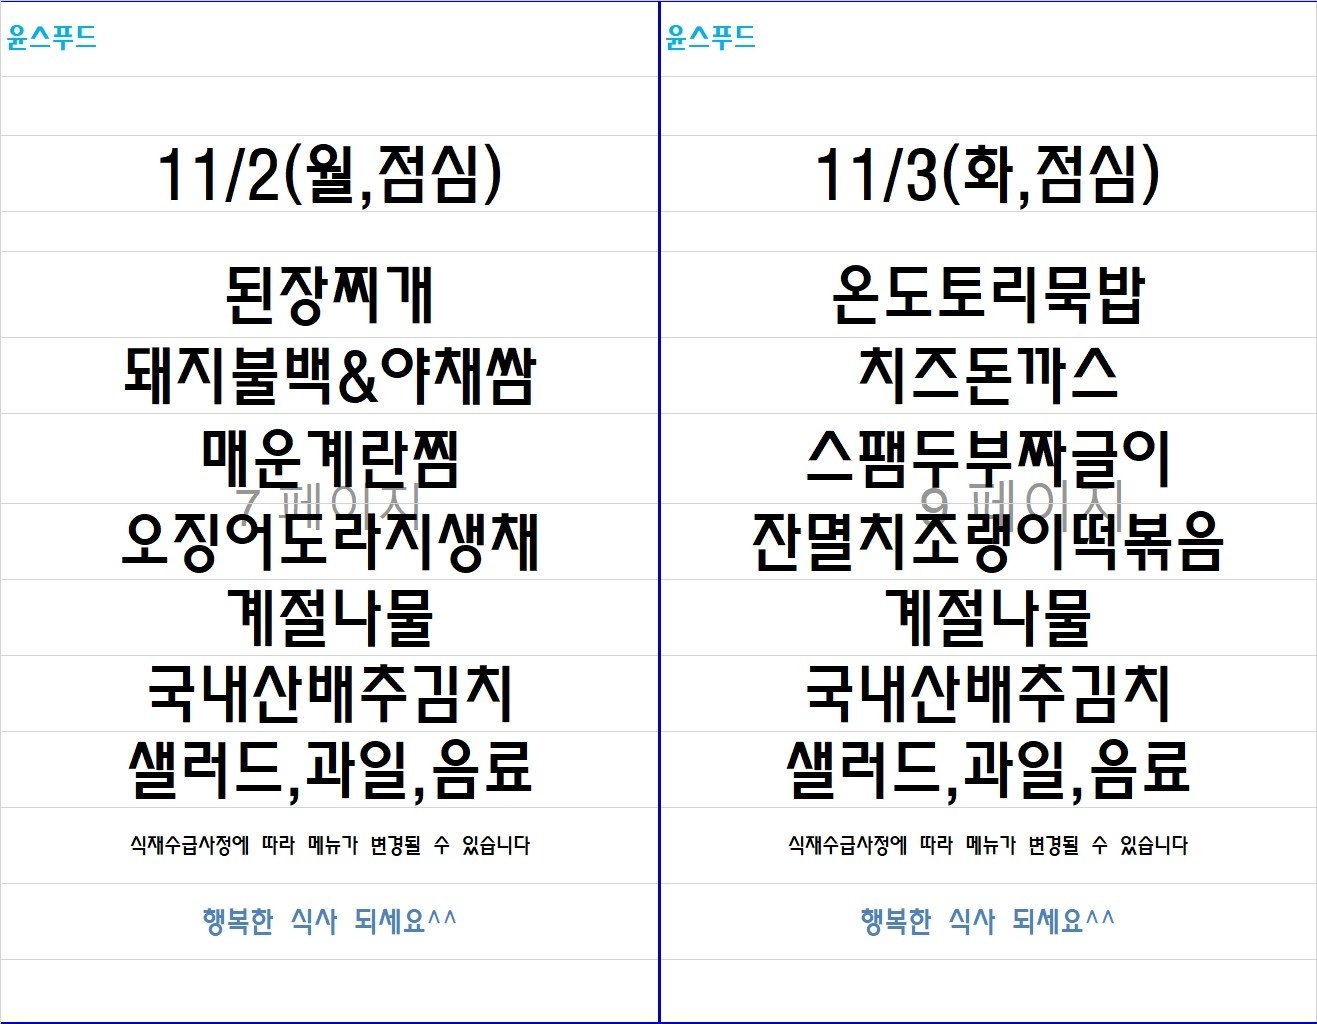 윤스푸드
11/2(월,점심)
된장찌개
돼지불백&야채쌈
매운계란찜
7 페이지
오징어도라지생채
계절나물
국내산배추김치
샐러드,과일,음료
식재수급사정에 따라 메뉴가 변경될 수 있습니다
행복한 식사 되세요^^
윤스푸드
11/3(화,점심)
온도토리묵밥
치즈돈까스
스팸두부짜글이
9 페이지
잔멸치조랭이떡볶음
계절나물
국내산배추김치
샐러드,과일,음료
식재수급사정에 따라 메뉴가 변경될 수 있습니다
행복한 식사 되세요^^